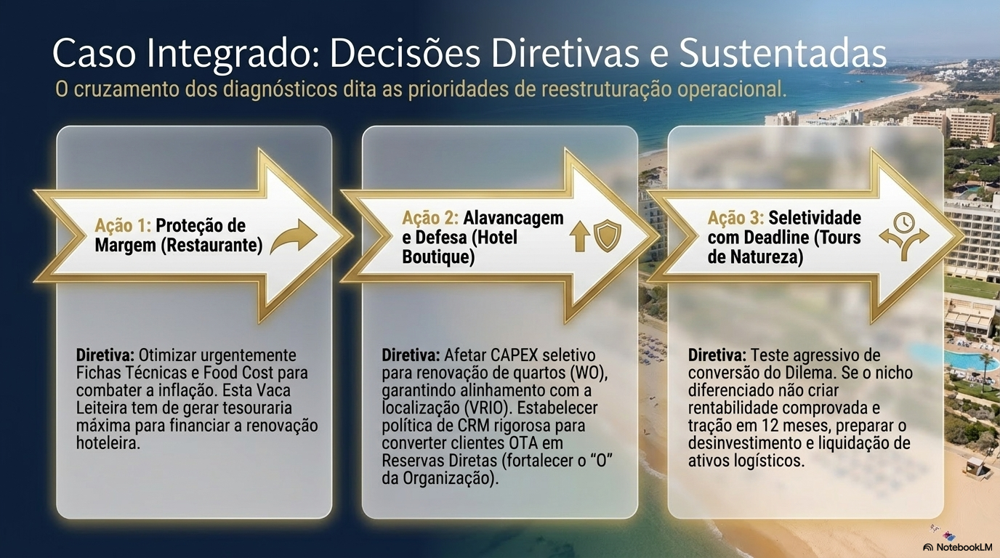 Caso Integrado: Decisões Diretivas e Sustentadas
O cruzamento dos diagnósticos dita as prioridades de reestruturação operacional.
Ação 1: Proteção de
Margem (Restaurante)
Diretiva: Otimizar urgentemente
Fichas Técnicas e Food Cost para
combater a inflação. Esta Vaca
Leiteira tem de gerar tesouraria
máxima para financiar a renovação
hoteleira.
Ação 2: Alavancagem
e Defesa (Hotel
Boutique)
Diretiva: Afetar CAPEX seletivo
para renovação de quartos (WO),
garantindo alinhamento com a
localização (VRIO). Estabelecer
política de CRM rigorosa para
converter clientes OTA em
Reservas Diretas (fortalecer o “O”
da Organização).
Ação 3: Seletividade
com Deadline (Tours
de Natureza)
Diretiva: Teste agressivo de
conversão do Dilema. Se o nicho
diferenciado não criar
rentabilidade comprovada e
tração em 12 meses, preparar o
desinvestimento e liquidação de
ativos logísticos.
NotebookLM